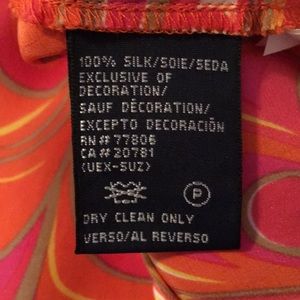 100% SILK/SOIE/SEDA
EXCLUSIVE OF
DECORATION/
SAUF DÉCORATION/
EXCEPTO DECORACIÓN
RN# 77806
CA# 20781
(UEX-SUZ)
P
DRY CLEAN ONLY
VERSO/AL REVERSO